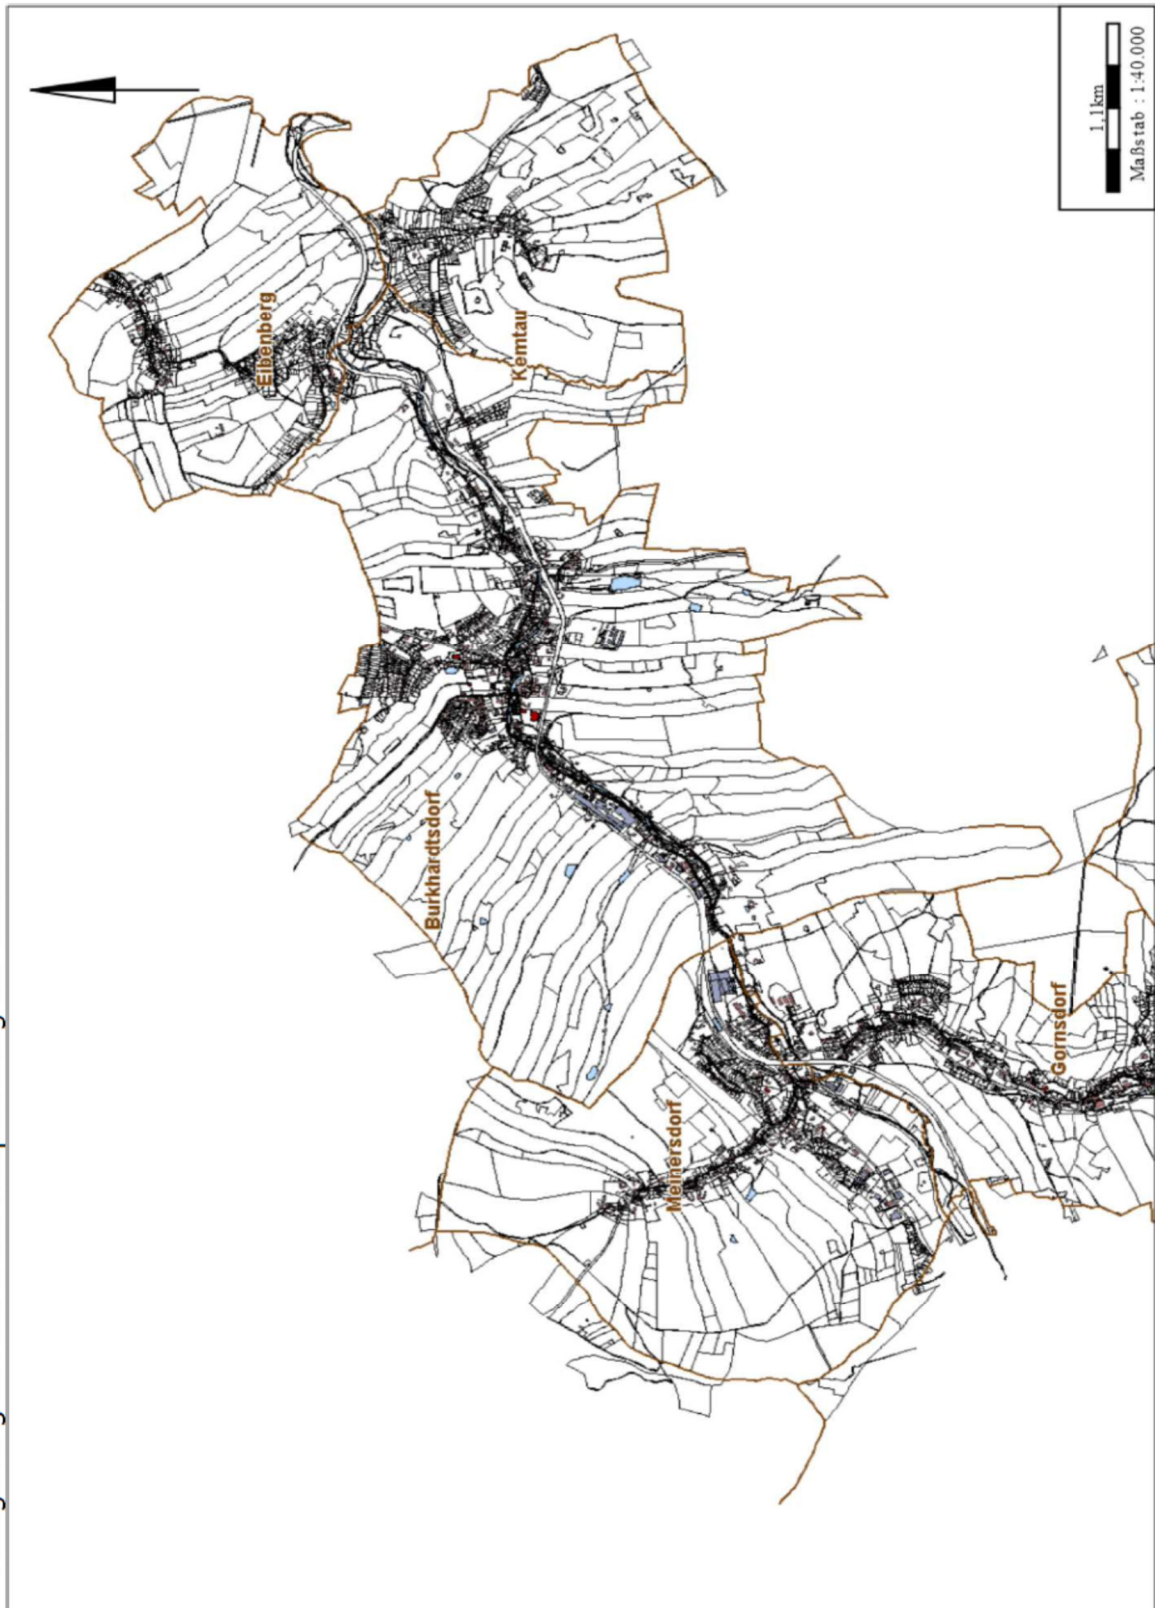 Eibenberg
Kemtau
Burkhardtsdorf
Meinersdorf
Gornsdorf
1,1km
Maßstab : 1:40.000